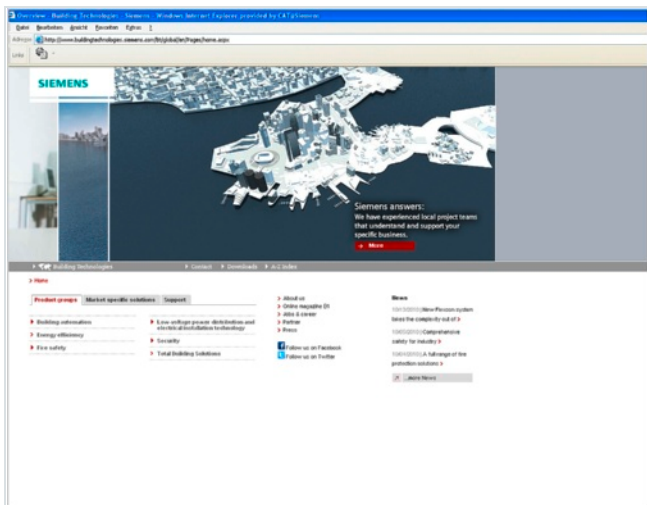 Overview - Building Technologies - Siemens - Windows Internet Explorer provided by CAT@Siemens
Datei Bearbeiten Ansicht Favoriten Extras ?
Adresse http://www.buildingtechnologies.siemens.com/bt/global/en/Pages/home.aspx
Links
SIEMENS
Siemens answers:
We have experienced local project teams
that understand and support your
specific business.
More
Building Technologies Contact Downloads A-Z Index
Home
Product groups Market-specific solutions Support
Building automation
Energy efficiency
Fire safety
Low-voltage power distribution and
electrical installation technology
Security
Total Building Solutions
About us
Online magazine
Jobs & career
Partner
Press
Follow us on Facebook
Follow us on Twitter
News
New Flexcon system
takes the complexity out of
Comprehensive
safety for industry
A full range of fire
protection solutions
...more News